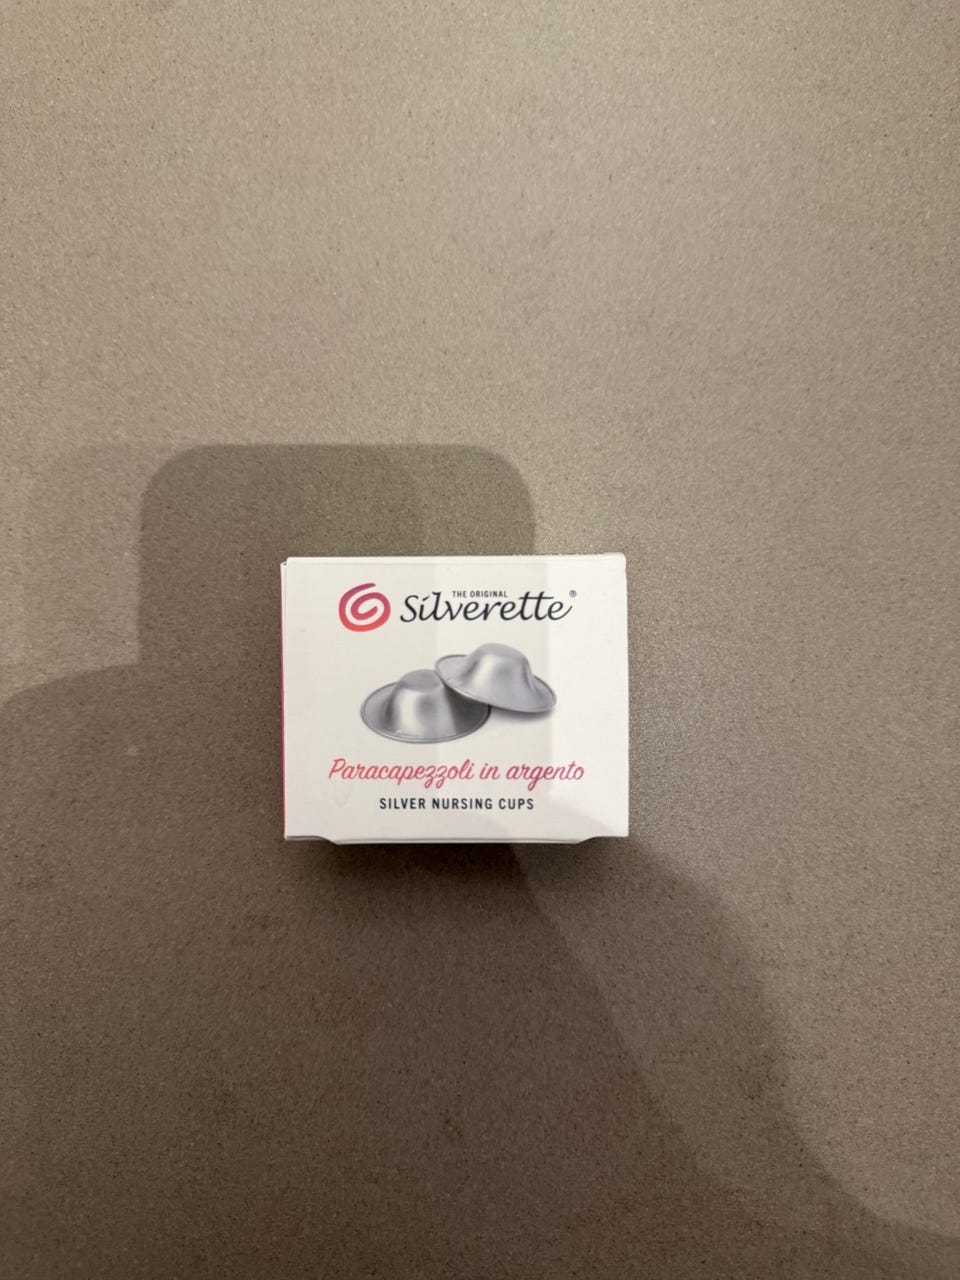 THE ORIGINAL
Silverette®
Paracapezzoli in argento
SILVER NURSING CUPS